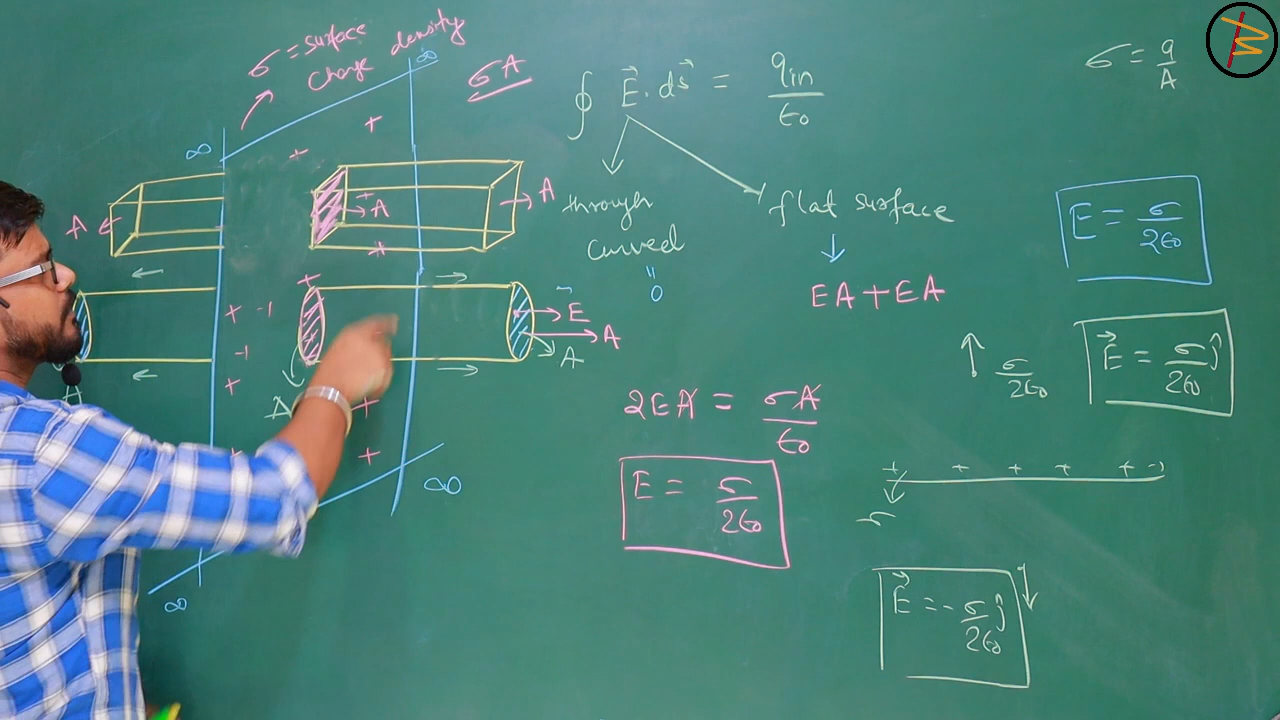 σ = surface
charge density
σA
∞
∞
∮ E⃗ . ds⃗ = qin / ε0
σ = q / A
A
A
A
through
curved
"
0
flat surface
EA + EA
E = σ / 2ε0
E
A
A
A
A
2EA = σA / ε0
E = σ / 2ε0
σ / 2ε0
E⃗ = σ / 2ε0 ĵ
+ + + + +
σ
E⃗ = - σ / 2ε0 ĵ
∞
∞